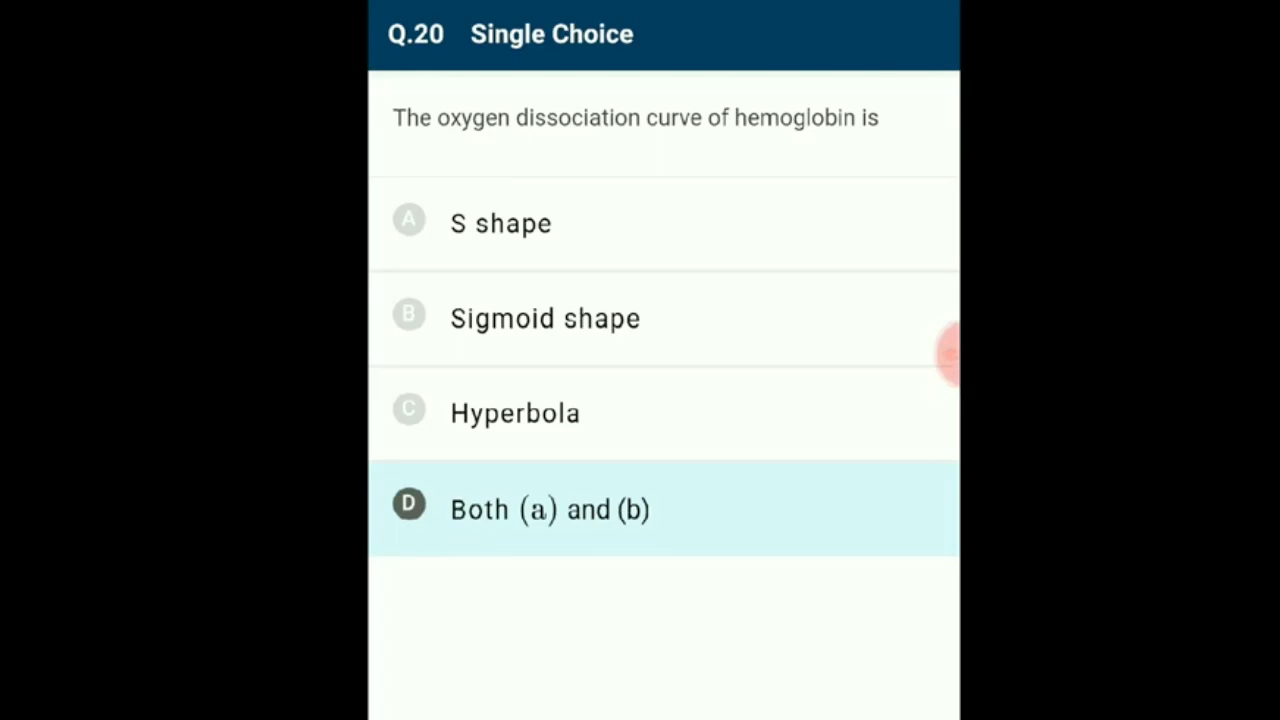 Q.20 Single Choice
The oxygen dissociation curve of hemoglobin is
A S shape
B Sigmoid shape
C Hyperbola
D Both (a) and (b)